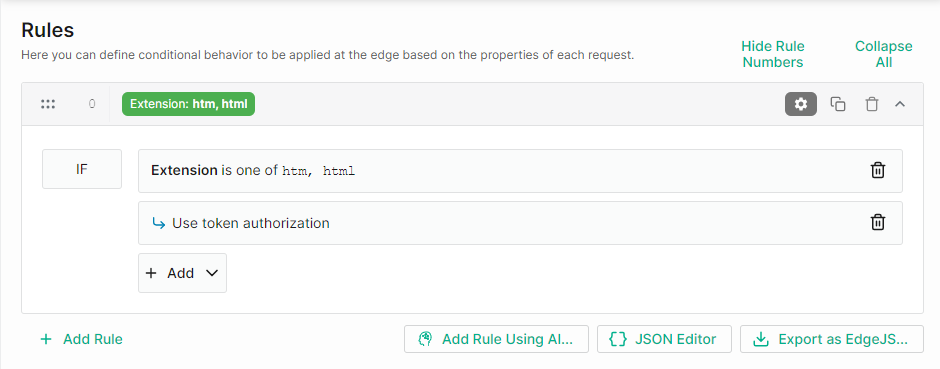 Rules
Here you can define conditional behavior to be applied at the edge based on the properties of each request.
Hide Rule
Numbers
Collapse
All
0
Extension: htm, html
IF
Extension is one of htm, html
Use token authorization
+ Add
+ Add Rule
Add Rule Using AI...
{} JSON Editor
Export as EdgeJS...